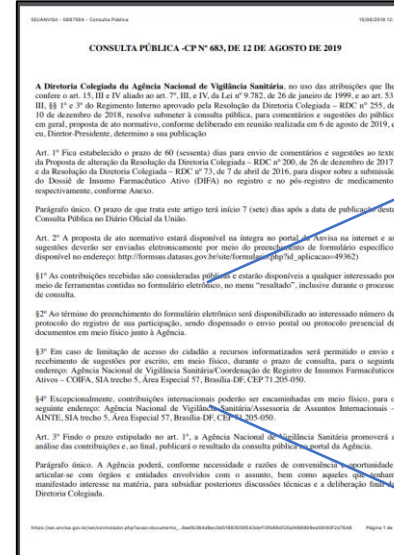 SEI/ANVISA - 0687564 - Consulta Pública 15/08/2019 12:
CONSULTA PÚBLICA -CP Nº 683, DE 12 DE AGOSTO DE 2019
A Diretoria Colegiada da Agência Nacional de Vigilância Sanitária, no uso das atribuições que lhe
confere o art. 15, III e IV aliado ao art. 7º, III, e IV, da Lei nº 9.782, de 26 de janeiro de 1999, e ao art. 53
III, §§ 1º e 3º do Regimento Interno aprovado pela Resolução da Diretoria Colegiada – RDC nº 255, de
10 de dezembro de 2018, resolve submeter à consulta pública, para comentários e sugestões do público
em geral, proposta de ato normativo, conforme deliberado em reunião realizada em 6 de agosto de 2019, e
eu, Diretor-Presidente, determino a sua publicação
Art. 1º Fica estabelecido o prazo de 60 (sessenta) dias para envio de comentários e sugestões ao texto
da Proposta de alteração da Resolução da Diretoria Colegiada – RDC nº 200, de 26 de dezembro de 2017
e da Resolução da Diretoria Colegiada – RDC nº 73, de 7 de abril de 2016, para dispor sobre a submissão
do Dossiê de Insumo Farmacêutico Ativo (DIFA) no registro e no pós-registro de medicamento
respectivamente, conforme Anexo.
Parágrafo único. O prazo de que trata este artigo terá início 7 (sete) dias após a data de publicação desta
Consulta Pública no Diário Oficial da União.
Art. 2º A proposta de ato normativo estará disponível na íntegra no portal da Anvisa na internet e as
sugestões deverão ser enviadas eletronicamente por meio do preenchimento de formulário específico
disponível no endereço: http://formsus.datasus.gov.br/site/formulario.php?id_aplicacao=49362)
§1º As contribuições recebidas são consideradas públicas e estarão disponíveis a qualquer interessado por
meio de ferramentas contidas no formulário eletrônico, no menu “resultado”, inclusive durante o processo
de consulta.
§2º Ao término do preenchimento do formulário eletrônico será disponibilizado ao interessado número de
protocolo do registro de sua participação, sendo dispensado o envio postal ou protocolo presencial de
documentos em meio físico junto à Agência.
§3º Em caso de limitação de acesso do cidadão a recursos informatizados será permitido o envio e
recebimento de sugestões por escrito, em meio físico, durante o prazo de consulta, para o seguinte
endereço: Agência Nacional de Vigilância Sanitária/Coordenação de Registro de Insumos Farmacêuticos
Ativos – COIFA, SIA trecho 5, Área Especial 57, Brasília-DF, CEP 71.205-050.
§4º Excepcionalmente, contribuições internacionais poderão ser encaminhadas em meio físico, para o
seguinte endereço: Agência Nacional de Vigilância Sanitária/Assessoria de Assuntos Internacionais –
AINTE, SIA trecho 5, Área Especial 57, Brasília-DF, CEP 71.205-050.
Art. 3º Findo o prazo estipulado no art. 1º, a Agência Nacional de Vigilância Sanitária promoverá a
análise das contribuições e, ao final, publicará o resultado da consulta pública no portal da Agência.
Parágrafo único. A Agência poderá, conforme necessidade e razões de conveniência e oportunidade
articular-se com órgãos e entidades envolvidos com o assunto, bem como aqueles que tenham
manifestado interesse na matéria, para subsidiar posteriores discussões técnicas e a deliberação final da
Diretoria Colegiada.
Página 1 de